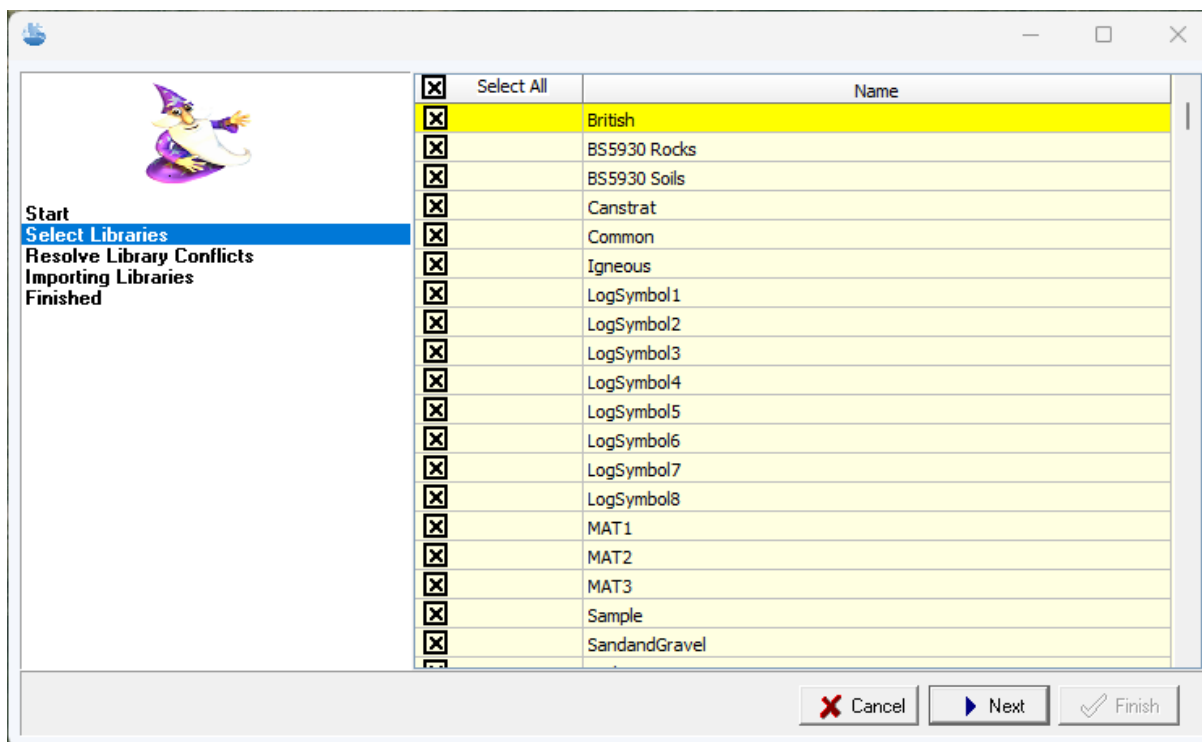 Start
Select Libraries
Resolve Library Conflicts
Importing Libraries
Finished
Select All Name
British
BS5930 Rocks
BS5930 Soils
Canstrat
Common
Igneous
LogSymbol1
LogSymbol2
LogSymbol3
LogSymbol4
LogSymbol5
LogSymbol6
LogSymbol7
LogSymbol8
MAT1
MAT2
MAT3
Sample
SandandGravel
Cancel Next Finish